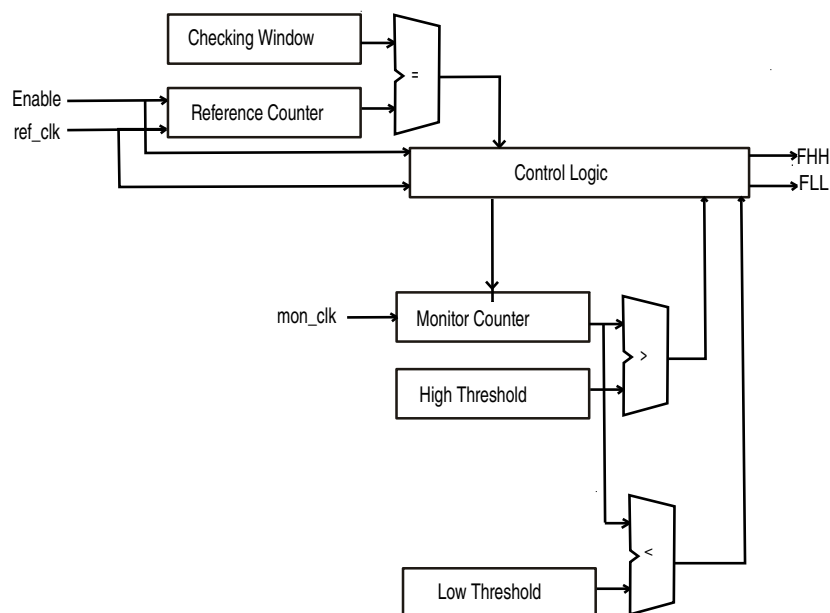 Checking Window
=
Enable
Reference Counter
ref_clk
FHH
Control Logic
FLL
mon_clk
Monitor Counter
>
High Threshold
<
Low Threshold